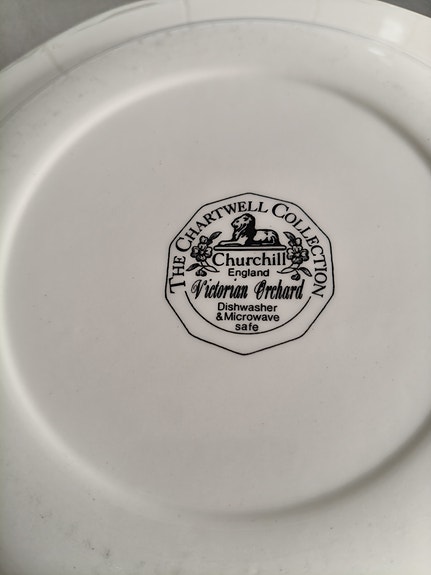 THE CHARTWELL COLLECTION
Churchill
England
Victorian Orchard
Dishwasher
& Microwave
safe